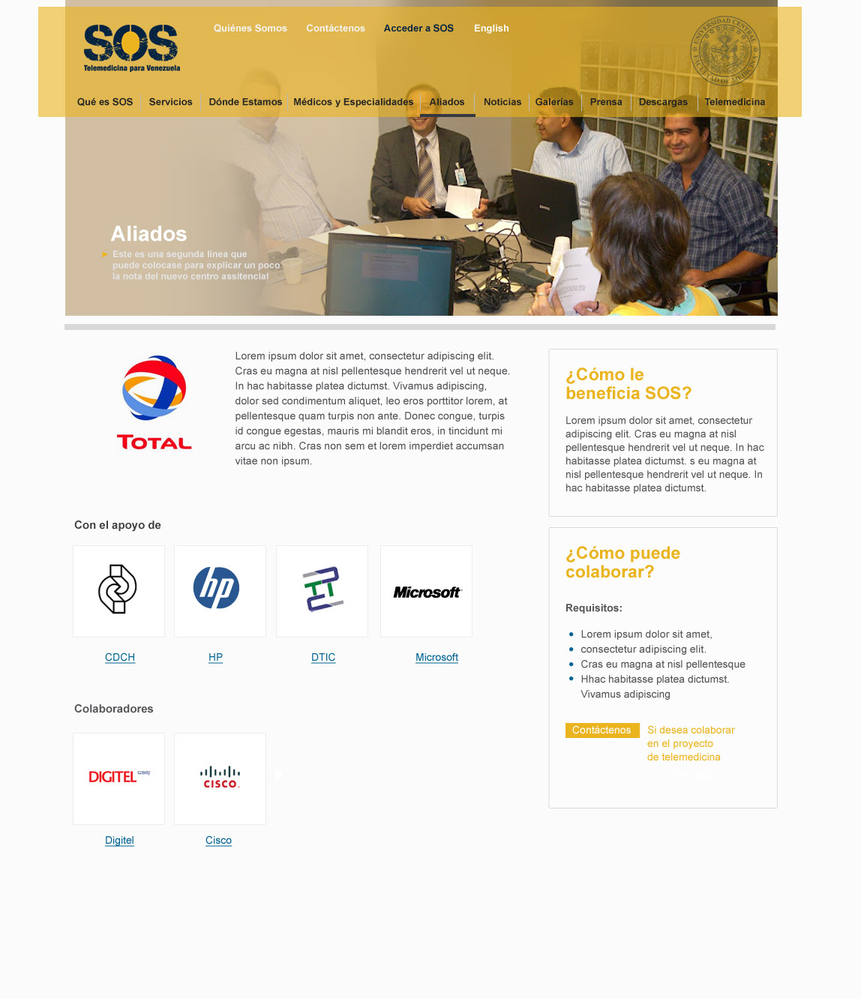 SOS
Telemedicina para Venezuela
Quiénes Somos Contáctenos Acceder a SOS English
UNIVERSIDAD CENTRAL
FACULTAD DE MEDICINA
Qué es SOS Servicios Dónde Estamos Médicos y Especialidades Aliados Noticias Galerías Prensa Descargas Telemedicina
Aliados
Este es una segunda línea que
puede colocase para explicar un poco
la nota del nuevo centro assitencial
TOTAL
Lorem ipsum dolor sit amet, consectetur adipiscing elit.
Cras eu magna at nisl pellentesque hendrerit vel ut neque.
In hac habitasse platea dictumst. Vivamus adipiscing,
dolor sed condimentum aliquet, leo eros porttitor lorem, at
pellentesque quam turpis non ante. Donec congue, turpis
id congue egestas, mauris mi blandit eros, in tincidunt mi
arcu ac nibh. Cras non sem et lorem imperdiet accumsan
vitae non ipsum.
¿Cómo le
beneficia SOS?
Lorem ipsum dolor sit amet, consectetur
adipiscing elit. Cras eu magna at nisl
pellentesque hendrerit vel ut neque. In hac
habitasse platea dictumst. s eu magna at
nisl pellentesque hendrerit vel ut neque. In
hac habitasse platea dictumst.
Con el apoyo de
hp
Microsoft
CDCH HP DTIC Microsoft
¿Cómo puede
colaborar?
Requisitos:
Lorem ipsum dolor sit amet,
consectetur adipiscing elit.
Cras eu magna at nisl pellentesque
Hhac habitasse platea dictumst.
Vivamus adipiscing
Contáctenos
Si desea colaborar
en el proyecto
de telemedicina
Colaboradores
DIGITEL GSM
CISCO
Digitel Cisco